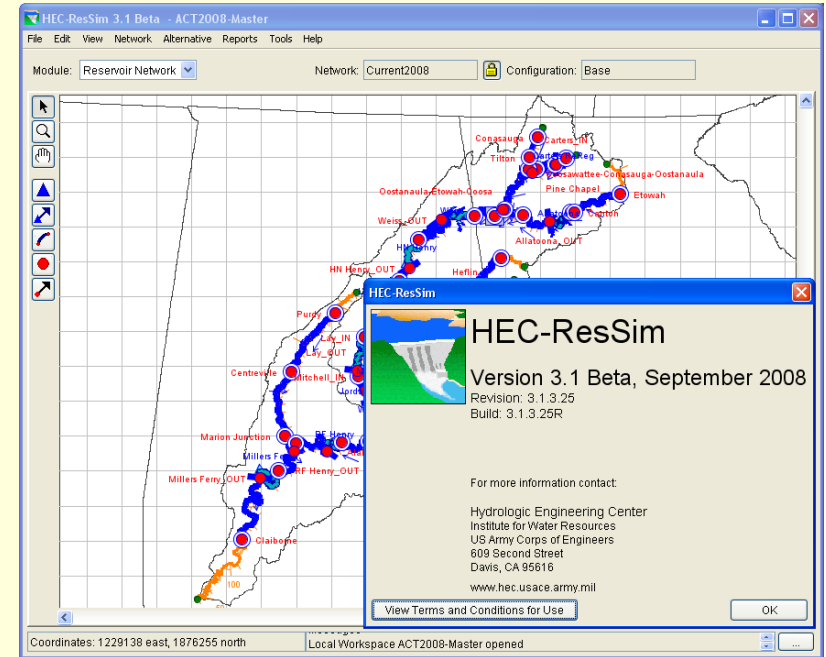 HEC-ResSim 3.1 Beta - ACT2008-Master
File Edit View Network Alternative Reports Tools Help
Module: Reservoir Network Network: Current2008 Configuration: Base
Conasauga Carters_IN
Tilton Reg
Coosawattee-Conasauga-Oostanaula
Pine Chapel Etowah
Oostanaula-Etowah-Coosa
Weiss_OUT Canton
Allatoona_OUT
HN Henry
HN Henry_OUT Heflin
Purdy
Lay_IN
Lay_OUT
Centreville Mitchell_IN
Marion Junction RF Henry
Millers Ferry_OUT RF Henry_OUT
Claiborne
100
HEC-ResSim
HEC-ResSim
Version 3.1 Beta, September 2008
Revision: 3.1.3.25
Build: 3.1.3.25R
For more information contact:
Hydrologic Engineering Center
Institute for Water Resources
US Army Corps of Engineers
609 Second Street
Davis, CA 95616
www.hec.usace.army.mil
View Terms and Conditions for Use OK
Coordinates: 1229138 east, 1876255 north
Local Workspace ACT2008-Master opened ...